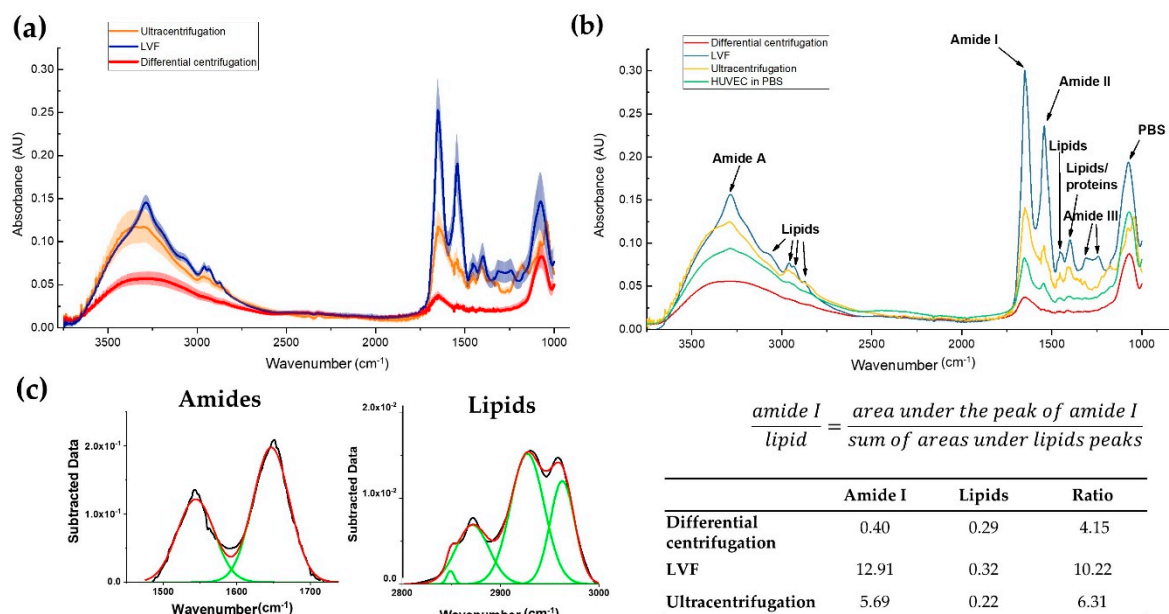 (a)
Ultracentrifugation
LVF
Differential centrifugation
Absorbance (AU)
0.30
0.25
0.20
0.15
0.10
0.05
0.00
3500 3000 2500 2000 1500 1000
Wavenumber (cm⁻¹)
(b)
Differential centrifugation
LVF
Ultracentrifugation
HUVEC in PBS
Amide I
Amide II
PBS
Lipids
Lipids/
proteins
Amide III
Amide A
Lipids
Absorbance (AU)
0.30
0.25
0.20
0.15
0.10
0.05
0.00
3500 3000 2500 2000 1500 1000
Wavenumber (cm⁻¹)
(c)
Amides
Subtracted Data
2.0x10⁻¹
1.0x10⁻¹
0.0
1500 1600 1700
Wavenumber (cm⁻¹)
Lipids
Subtracted Data
2.0x10⁻²
1.0x10⁻²
0.0
2800 2850 2900 2950 3000
Wavenumber (cm⁻¹)
amide I / lipid = area under the peak of amide I / sum of areas under lipids peaks
Amide I Lipids Ratio
Differential
centrifugation 0.40 0.29 4.15
LVF 12.91 0.32 10.22
Ultracentrifugation 5.69 0.22 6.31